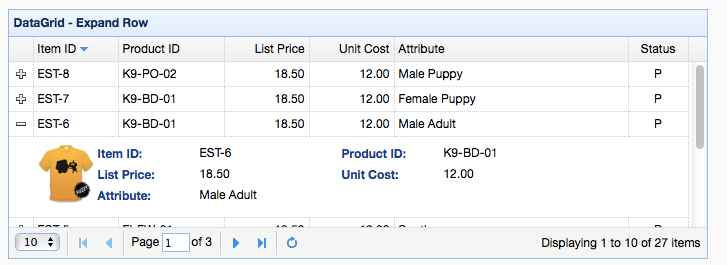 DataGrid - Expand Row
Item ID Product ID List Price Unit Cost Attribute Status
EST-8 K9-PO-02 18.50 12.00 Male Puppy P
EST-7 K9-BD-01 18.50 12.00 Female Puppy P
EST-6 K9-BD-01 18.50 12.00 Male Adult P
Item ID: EST-6 Product ID: K9-BD-01
List Price: 18.50 Unit Cost: 12.00
Attribute: Male Adult
10 Page 1 of 3 Displaying 1 to 10 of 27 items